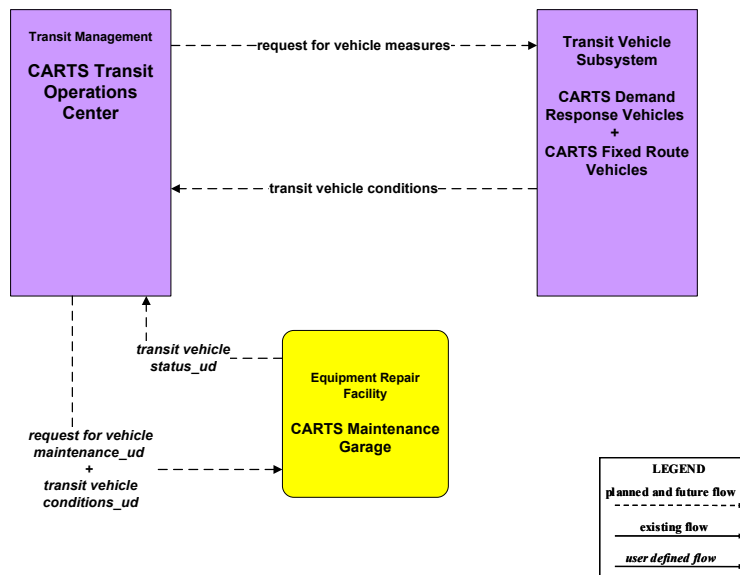 Transit Management
CARTS Transit
Operations
Center
request for vehicle measures
Transit Vehicle
Subsystem
CARTS Demand
Response Vehicles
+
CARTS Fixed Route
Vehicles
transit vehicle conditions
transit vehicle
status_ud
Equipment Repair
Facility
CARTS Maintenance
Garage
request for vehicle
maintenance_ud
+
transit vehicle
conditions_ud
LEGEND
planned and future flow
existing flow
user defined flow